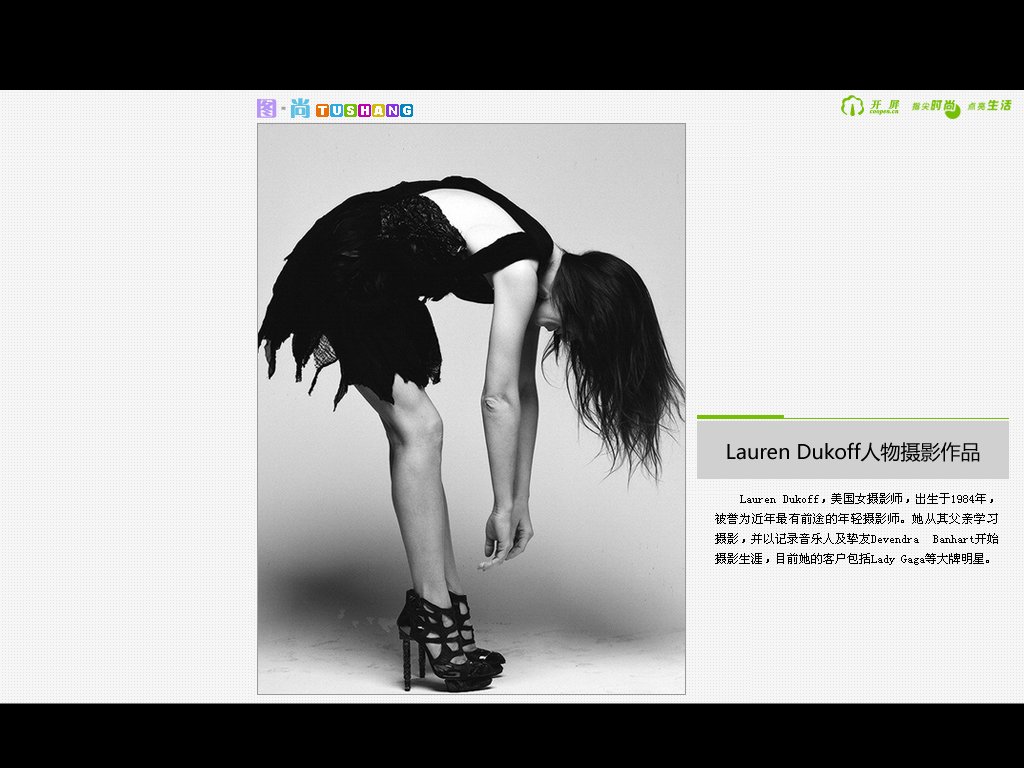 图·尚 TUSHANG
开屏 coopen.cn 指尖时尚 点亮生活
Lauren Dukoff人物摄影作品
Lauren Dukoff，美国女摄影师，出生于1984年，
被誉为近年最有前途的年轻摄影师。她从其父亲学习
摄影，并以记录音乐人及挚友Devendra Banhart开始
摄影生涯，目前她的客户包括Lady Gaga等大牌明星。